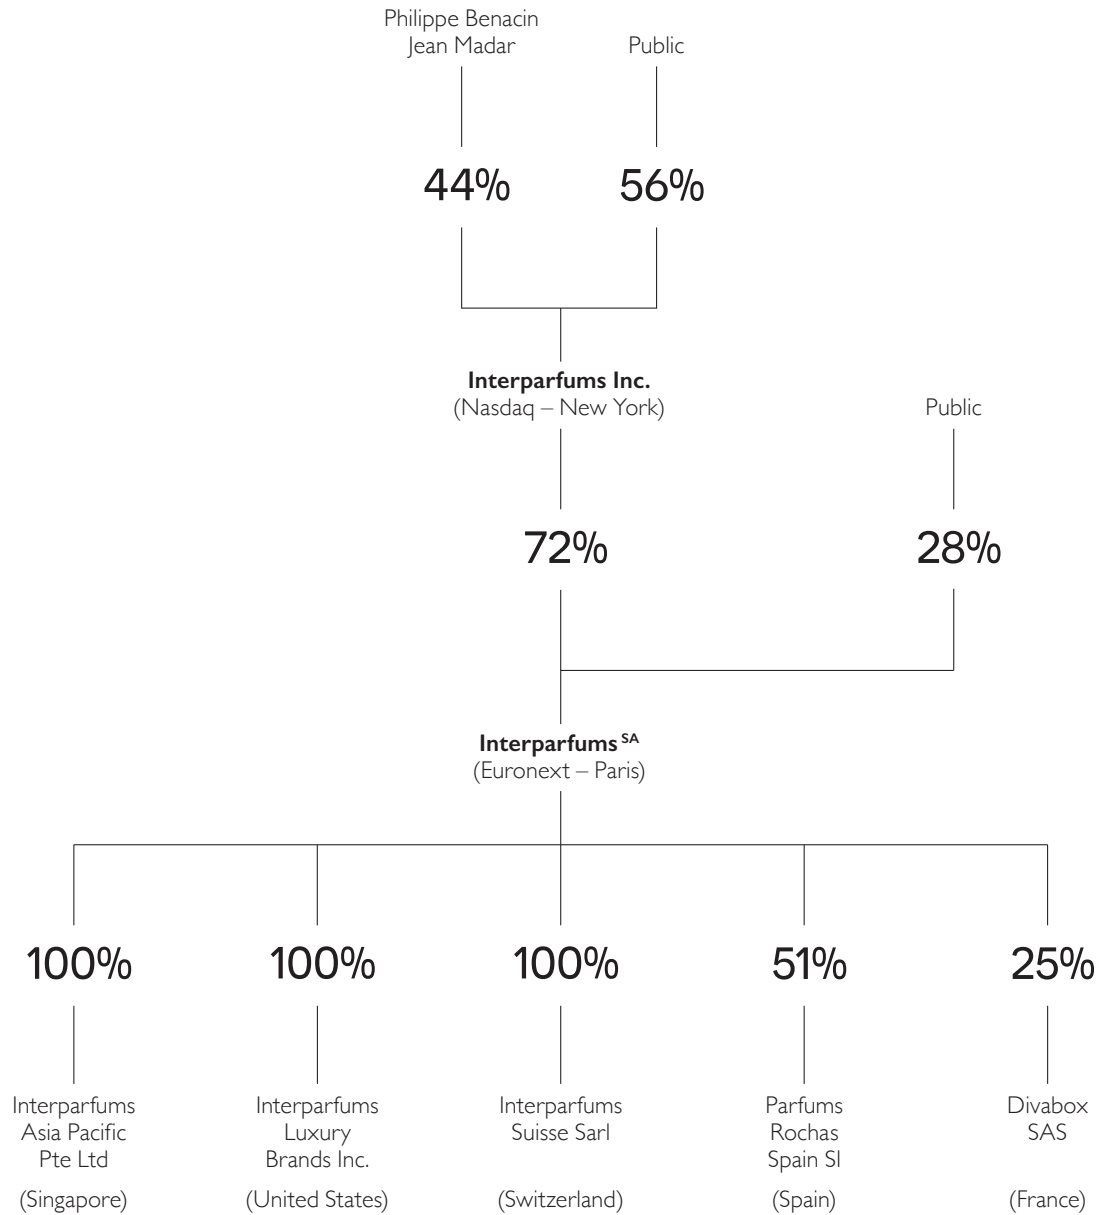 Philippe Benacin
Jean Madar
Public
44%
56%
Interparfums Inc.
(Nasdaq – New York)
Public
72%
28%
Interparfums SA
(Euronext – Paris)
100%
100%
100%
51%
25%
Interparfums
Asia Pacific
Pte Ltd
(Singapore)
Interparfums
Luxury
Brands Inc.
(United States)
Interparfums
Suisse Sarl
(Switzerland)
Parfums
Rochas
Spain Sl
(Spain)
Divabox
SAS
(France)